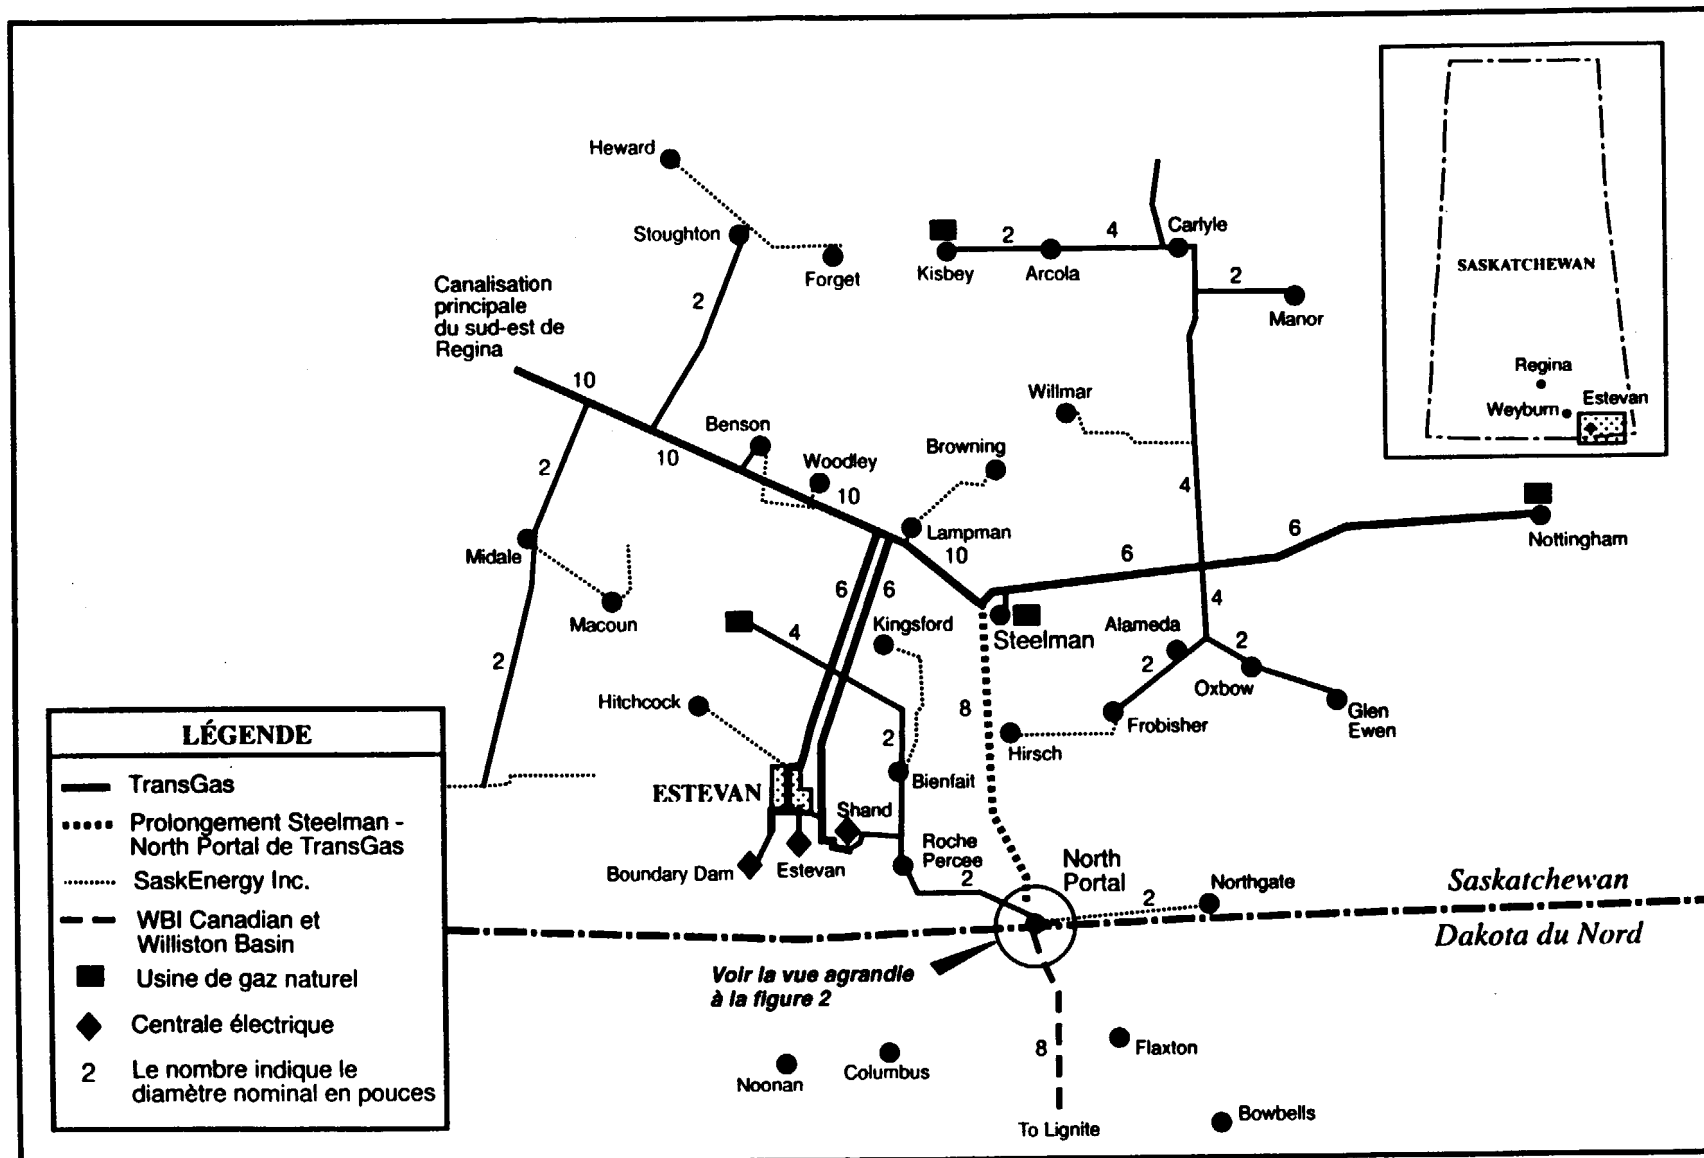 Heward
Stoughton
Forget
2
Canalisation
principale
du sud-est de
Regina
10
10
Benson
Woodley
10
2
Midale
Macoun
2
Kisbey
2
Arcola
4
Carlyle
2
Manor
Willmar
Browning
Lampman
10
4
6
6
Nottingham
6
6
Kingsford
4
Steelman
4
Alameda
2
2
Oxbow
Frobisher
Glen
Ewen
Hitchcock
8
Hirsch
2
Bienfait
ESTEVAN
Shand
Estevan
Boundary Dam
Roche
Percee
2
North
Portal
2
Northgate
Saskatchewan
Dakota du Nord
Voir la vue agrandie
à la figure 2
8
To Lignite
Noonan
Columbus
Flaxton
Bowbells
SASKATCHEWAN
Regina
Weyburn
Estevan
LÉGENDE
TransGas
Prolongement Steelman -
North Portal de TransGas
SaskEnergy Inc.
WBI Canadian et
Williston Basin
Usine de gaz naturel
Centrale électrique
2 Le nombre indique le
diamètre nominal en pouces